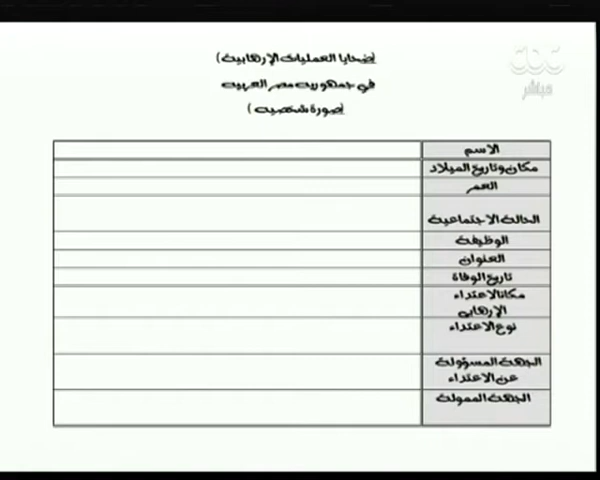 cbc
مباشر
(ضحايا العمليات الإرهابية)
في جمهورية مصر العربية
(صورة شخصية)
الاسم
مكان وتاريخ الميلاد
العمر
الحالة الاجتماعية
الوظيفة
العنوان
تاريخ الوفاة
مكان الاعتداء
الإرهابي
نوع الاعتداء
الجهة المسؤولة
عن الاعتداء
الجهة الممولة